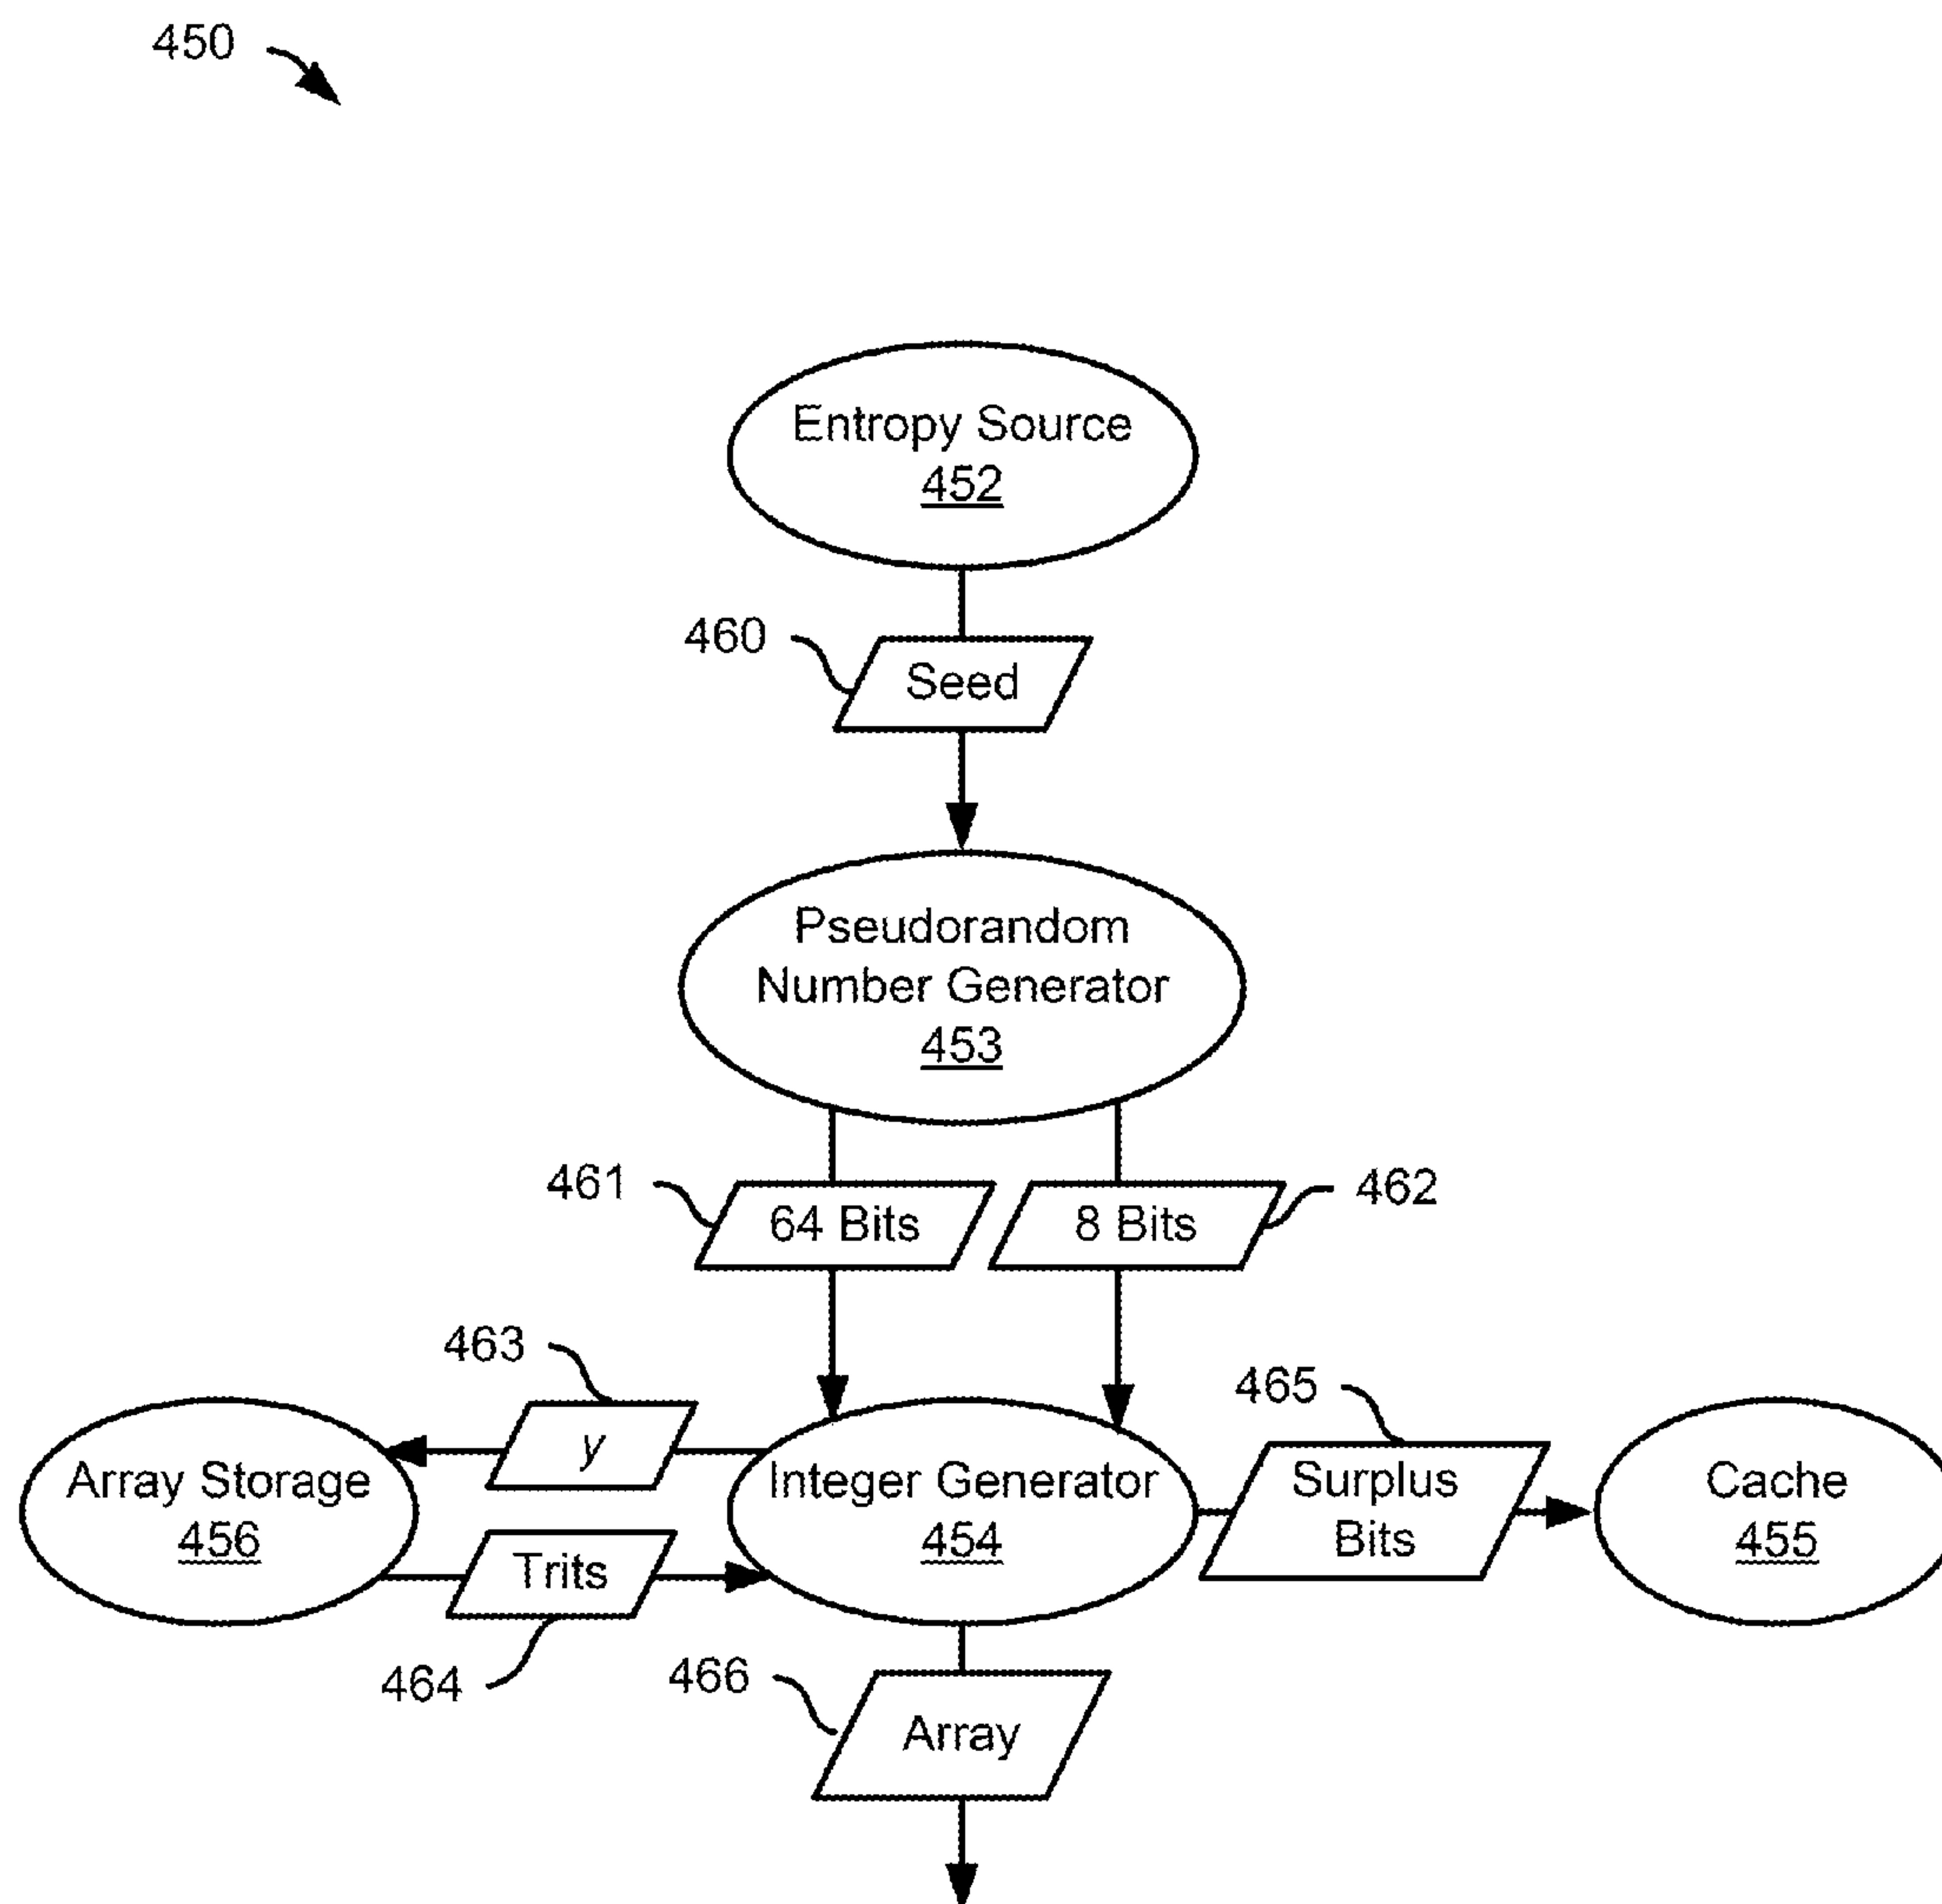 450
Entropy Source
452
460
Seed
Pseudorandom
Number Generator
453
461
64 Bits
8 Bits
462
463
y
465
Array Storage
456
Integer Generator
454
Surplus
Bits
Cache
455
Trits
464
466
Array